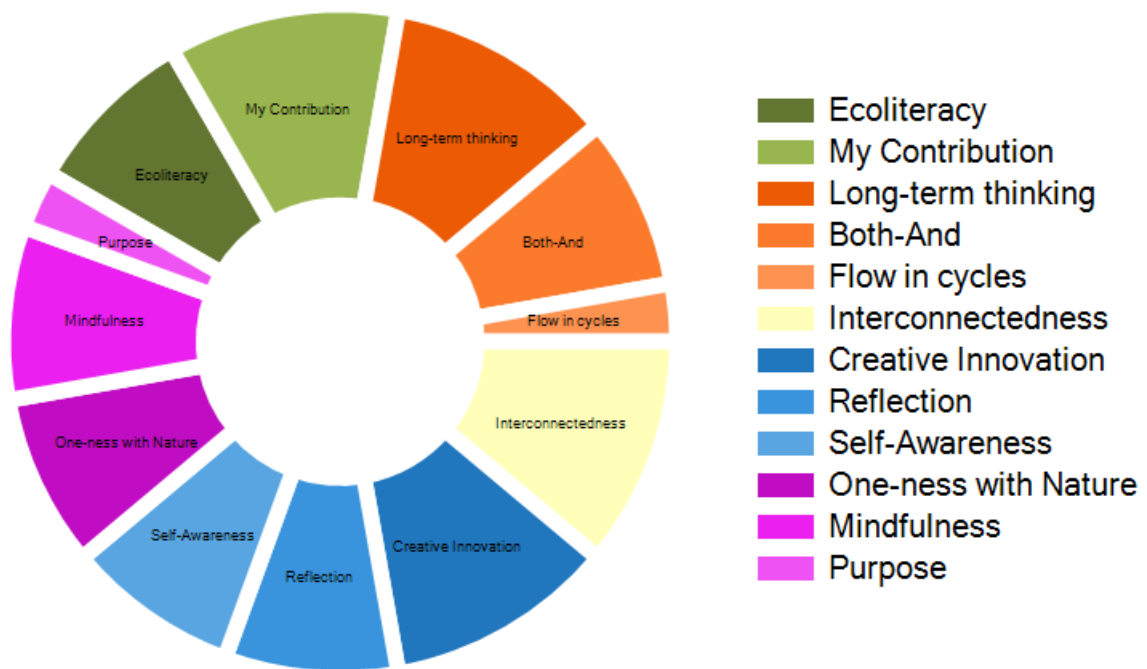 My Contribution
Long-term thinking
Ecoliteracy
Both-And
Purpose
Mindfulness
Flow in cycles
Interconnectedness
One-ness with Nature
Self-Awareness
Creative Innovation
Reflection
Ecoliteracy
My Contribution
Long-term thinking
Both-And
Flow in cycles
Interconnectedness
Creative Innovation
Reflection
Self-Awareness
One-ness with Nature
Mindfulness
Purpose